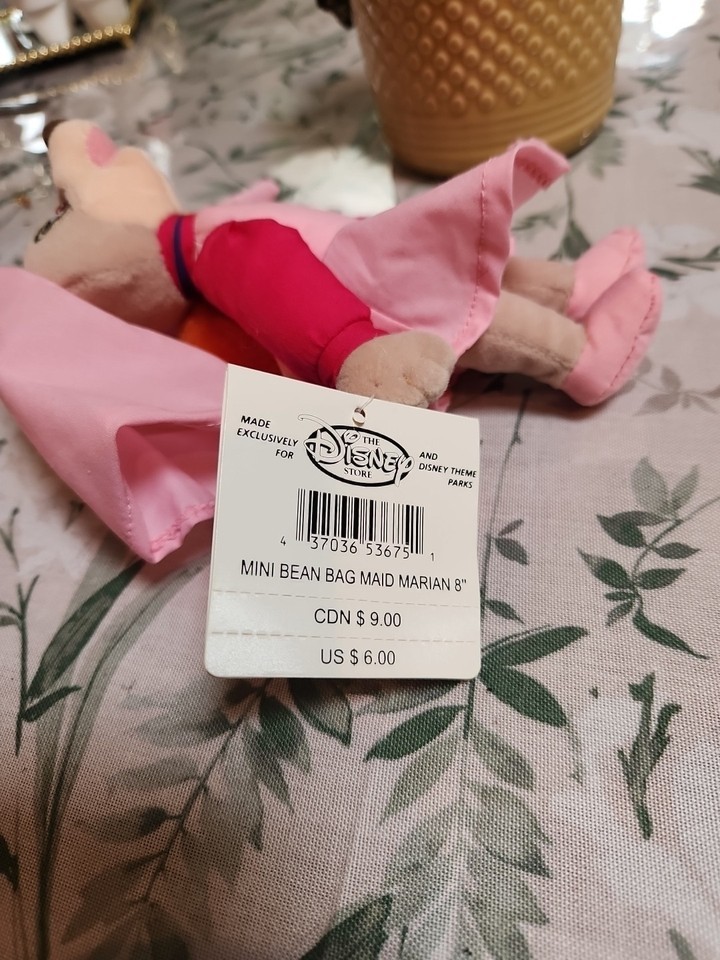 MADE
EXCLUSIVELY
FOR
THE
DISNEY
STORE
AND
DISNEY THEME
PARKS
4 37036 53675 1
MINI BEAN BAG MAID MARIAN 8"
CDN $ 9.00
US $ 6.00